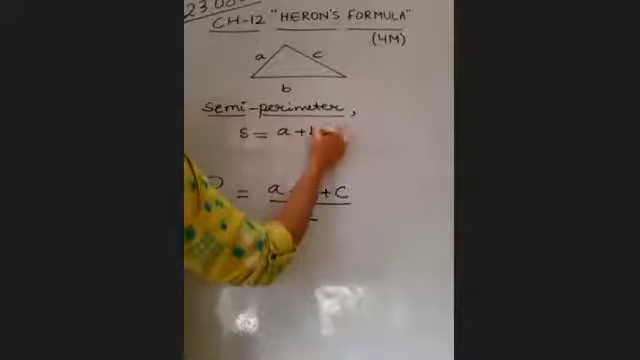 CH-12 "HERON'S FORMULA"
(4M)
a c
b
Semi-perimeter,
s = a +
= a + c